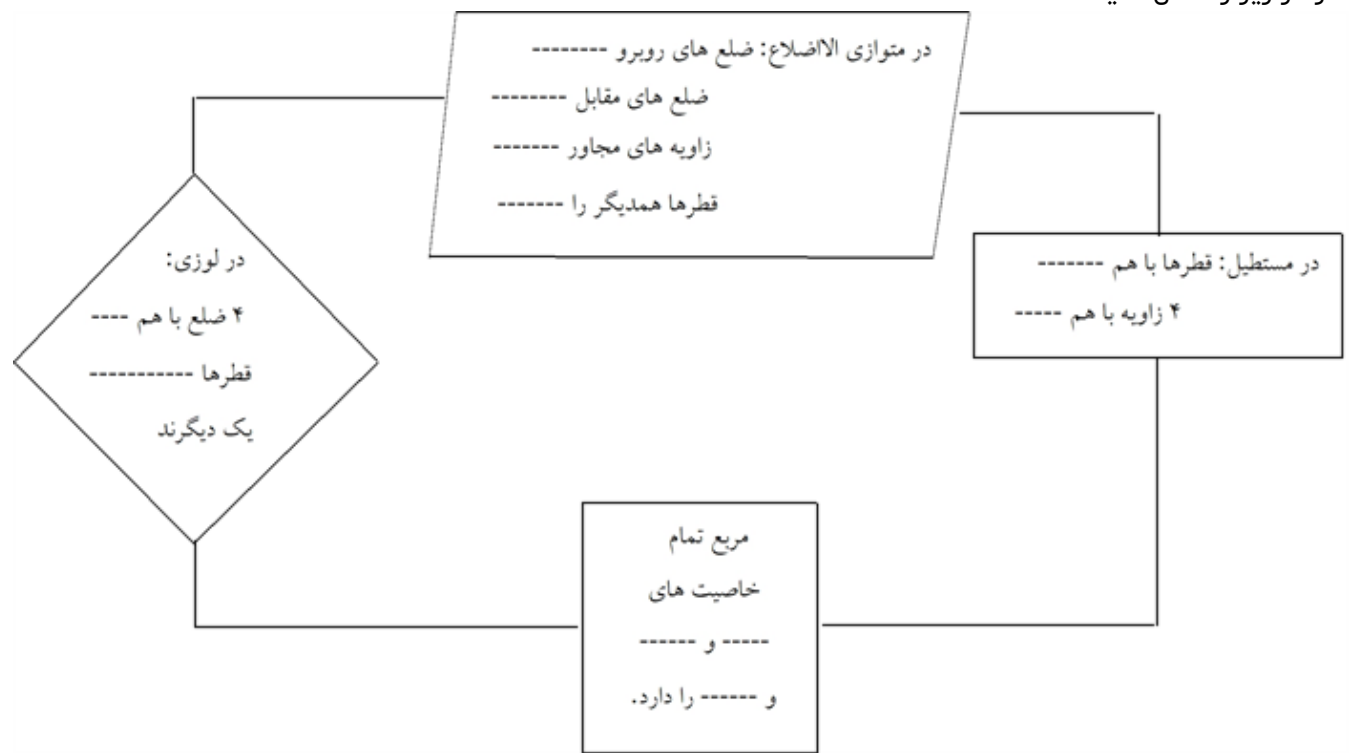 در متوازی الااضلاع: ضلع های روبرو --------
ضلع های مقابل --------
زاویه های مجاور -------
قطرها همدیگر را -------
در مستطیل: قطرها با هم -------
۴ زاویه با هم -----
در لوزی:
۴ ضلع با هم ----
قطرها -----------
یک دیگرند
مربع تمام
خاصیت های
----- و ------
و ------ را دارد.